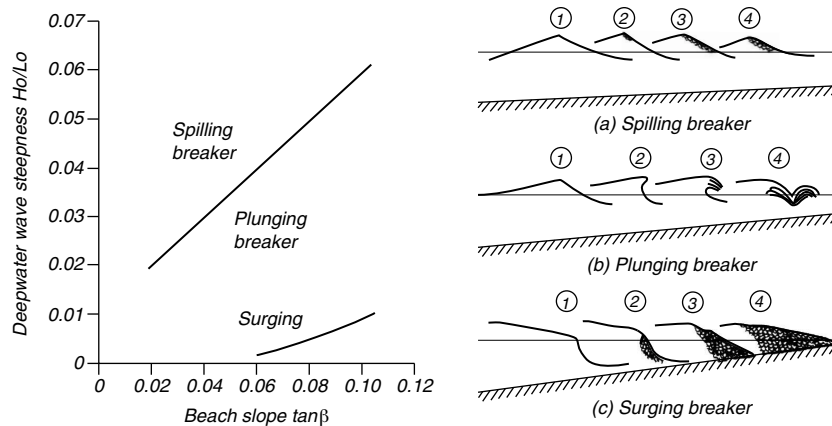 Deepwater wave steepness Ho/Lo
0.07
0.06
0.05
0.04
0.03
0.02
0.01
0
Spilling
breaker
Plunging
breaker
Surging
0
0.02
0.04
0.06
0.08
0.10
0.12
Beach slope tanβ
1 2 3 4
(a) Spilling breaker
1 2 3 4
(b) Plunging breaker
1 2 3 4
(c) Surging breaker